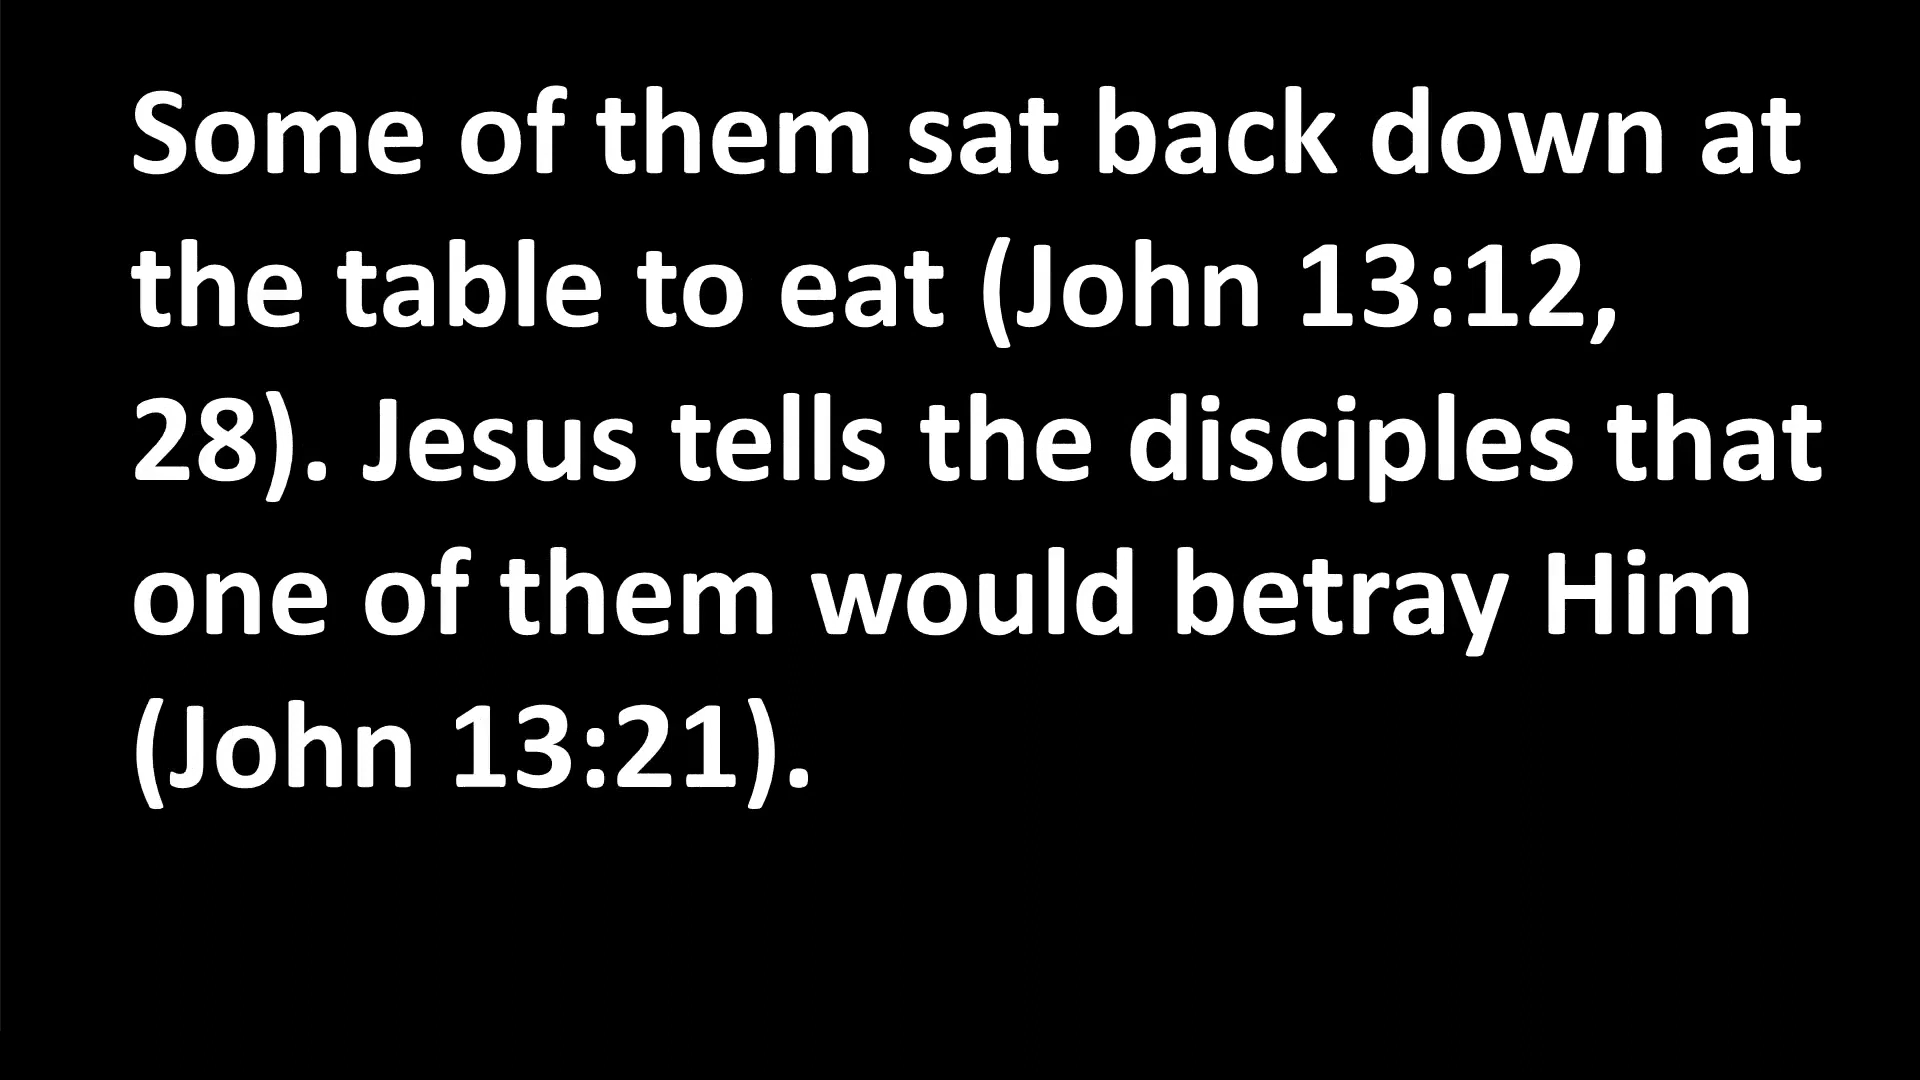 Some of them sat back down at
the table to eat (John 13:12,
28). Jesus tells the disciples that
one of them would betray Him
(John 13:21).